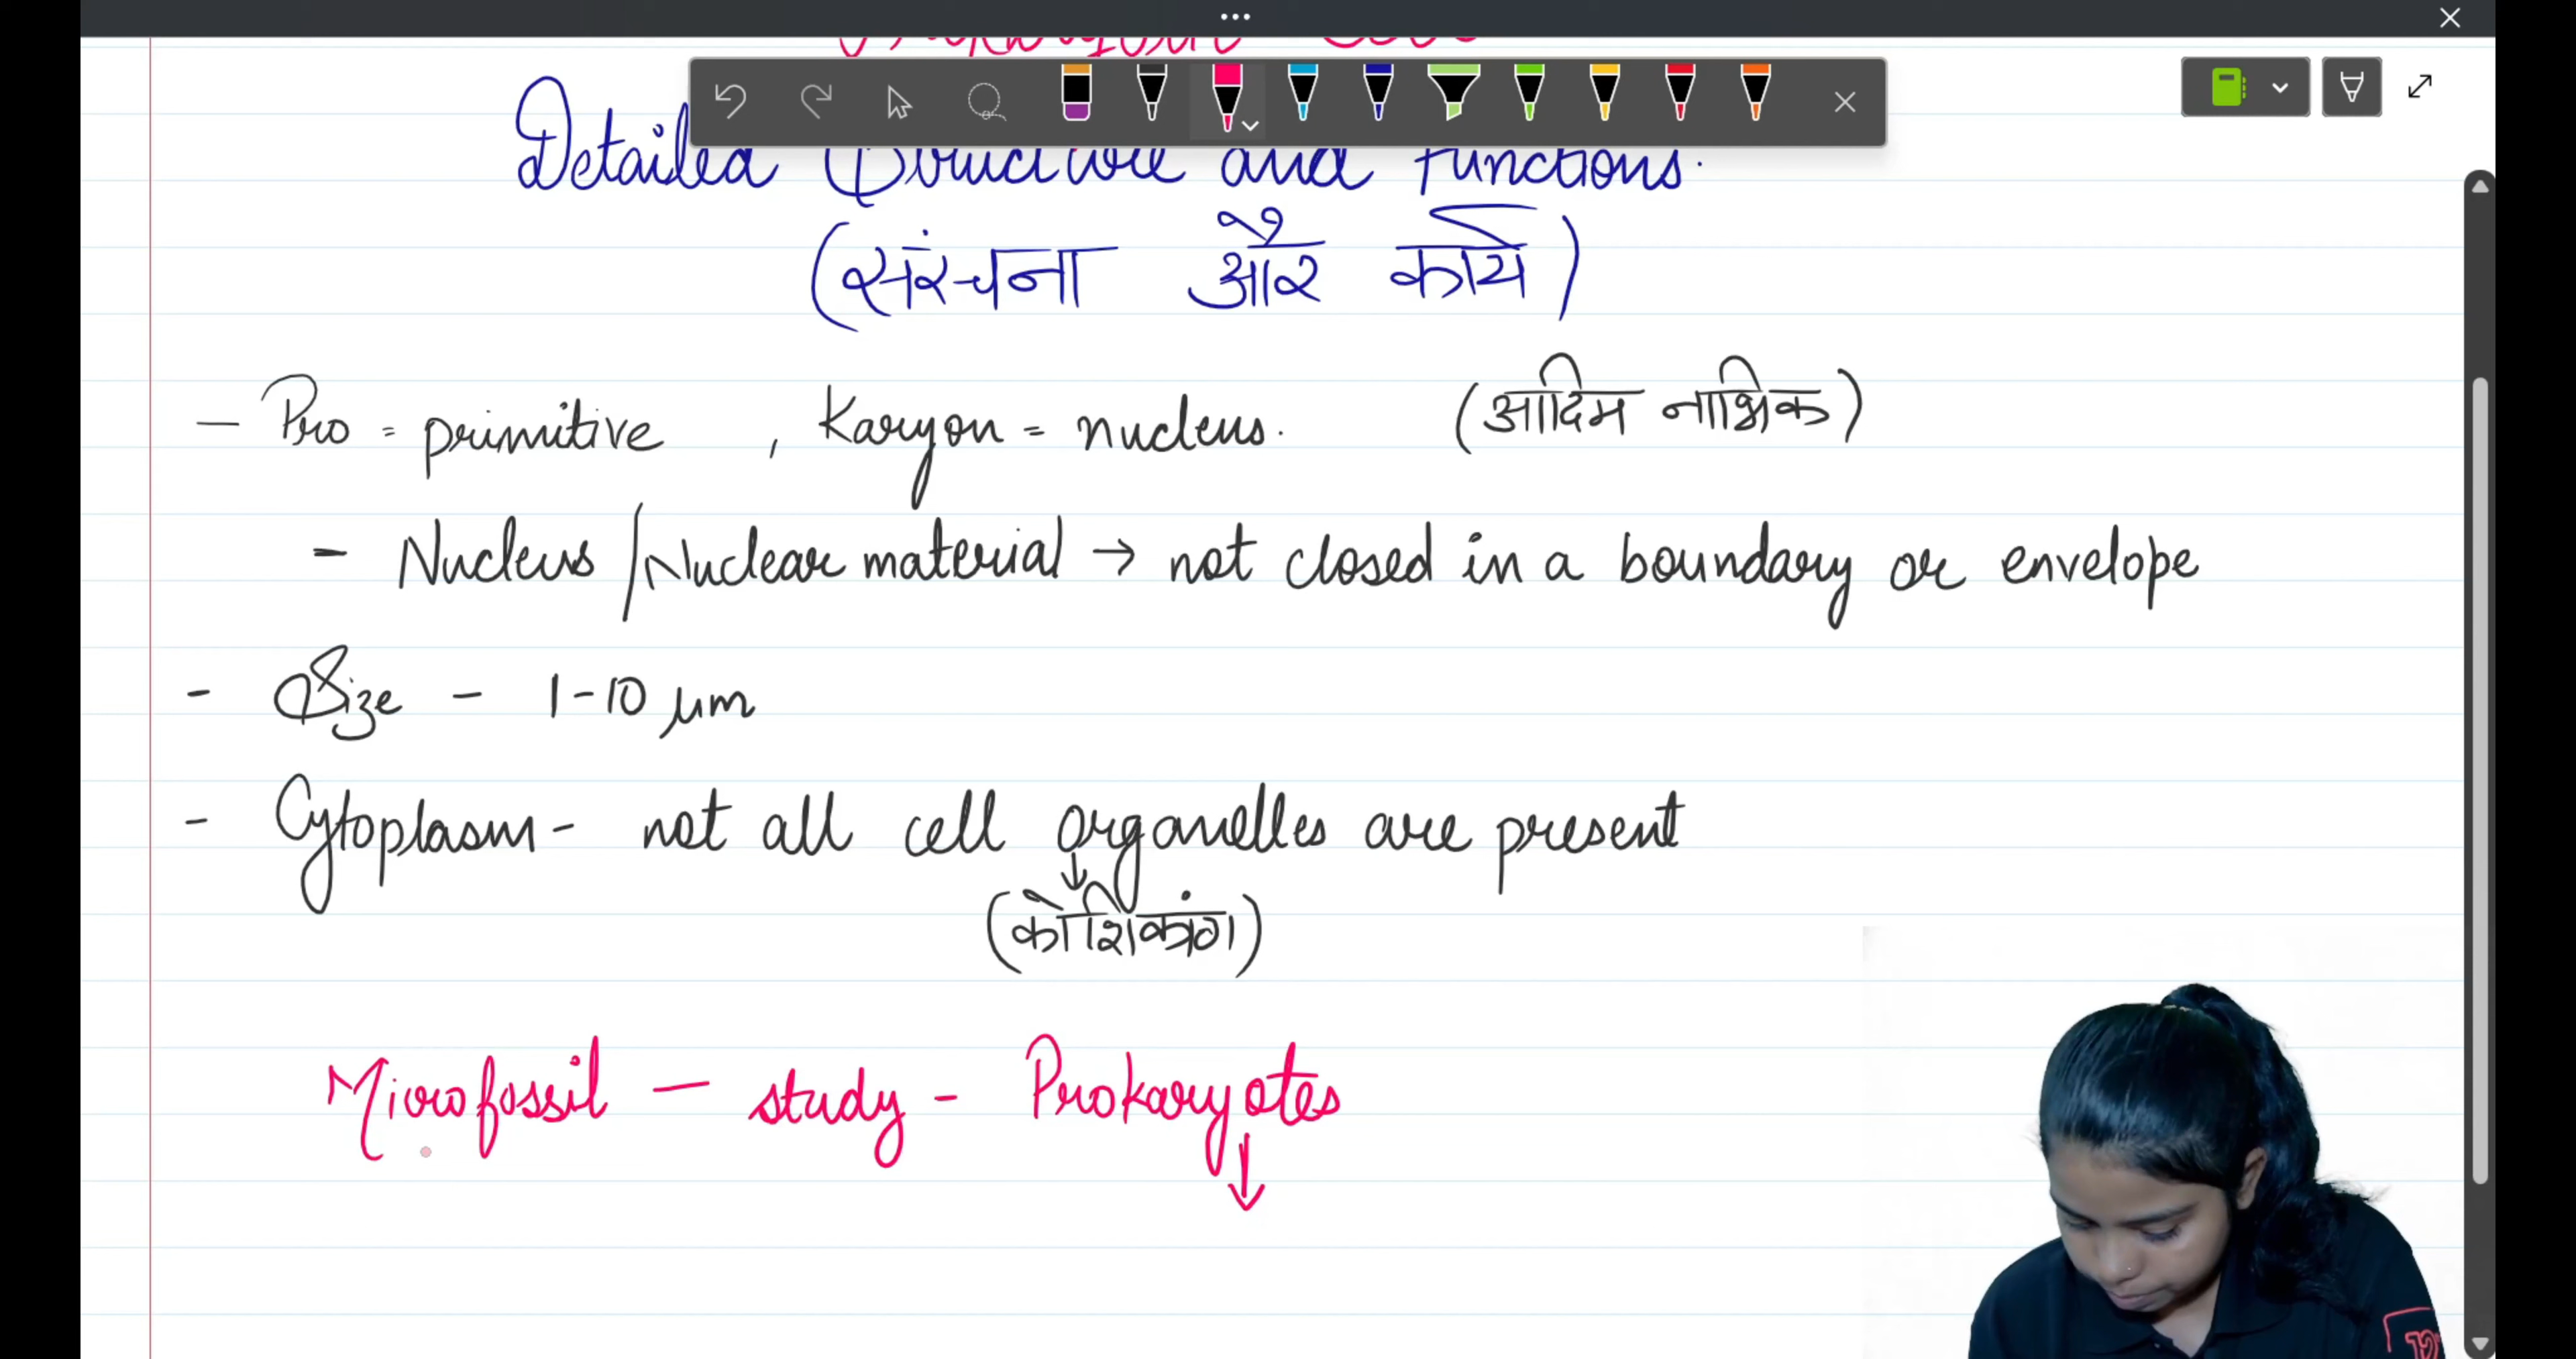 Detailed Structure and Functions.
(संरचना और कार्य)
- Pro = primitive , Karyon = nucleus. (आदिम नाभिक)
- Nucleus/Nuclear material → not closed in a boundary or envelope
- Size - 1-10 μm
- Cytoplasm - not all cell organelles are present
↓
(कोशिकांग)
Microfossil - study - Prokaryotes
↓